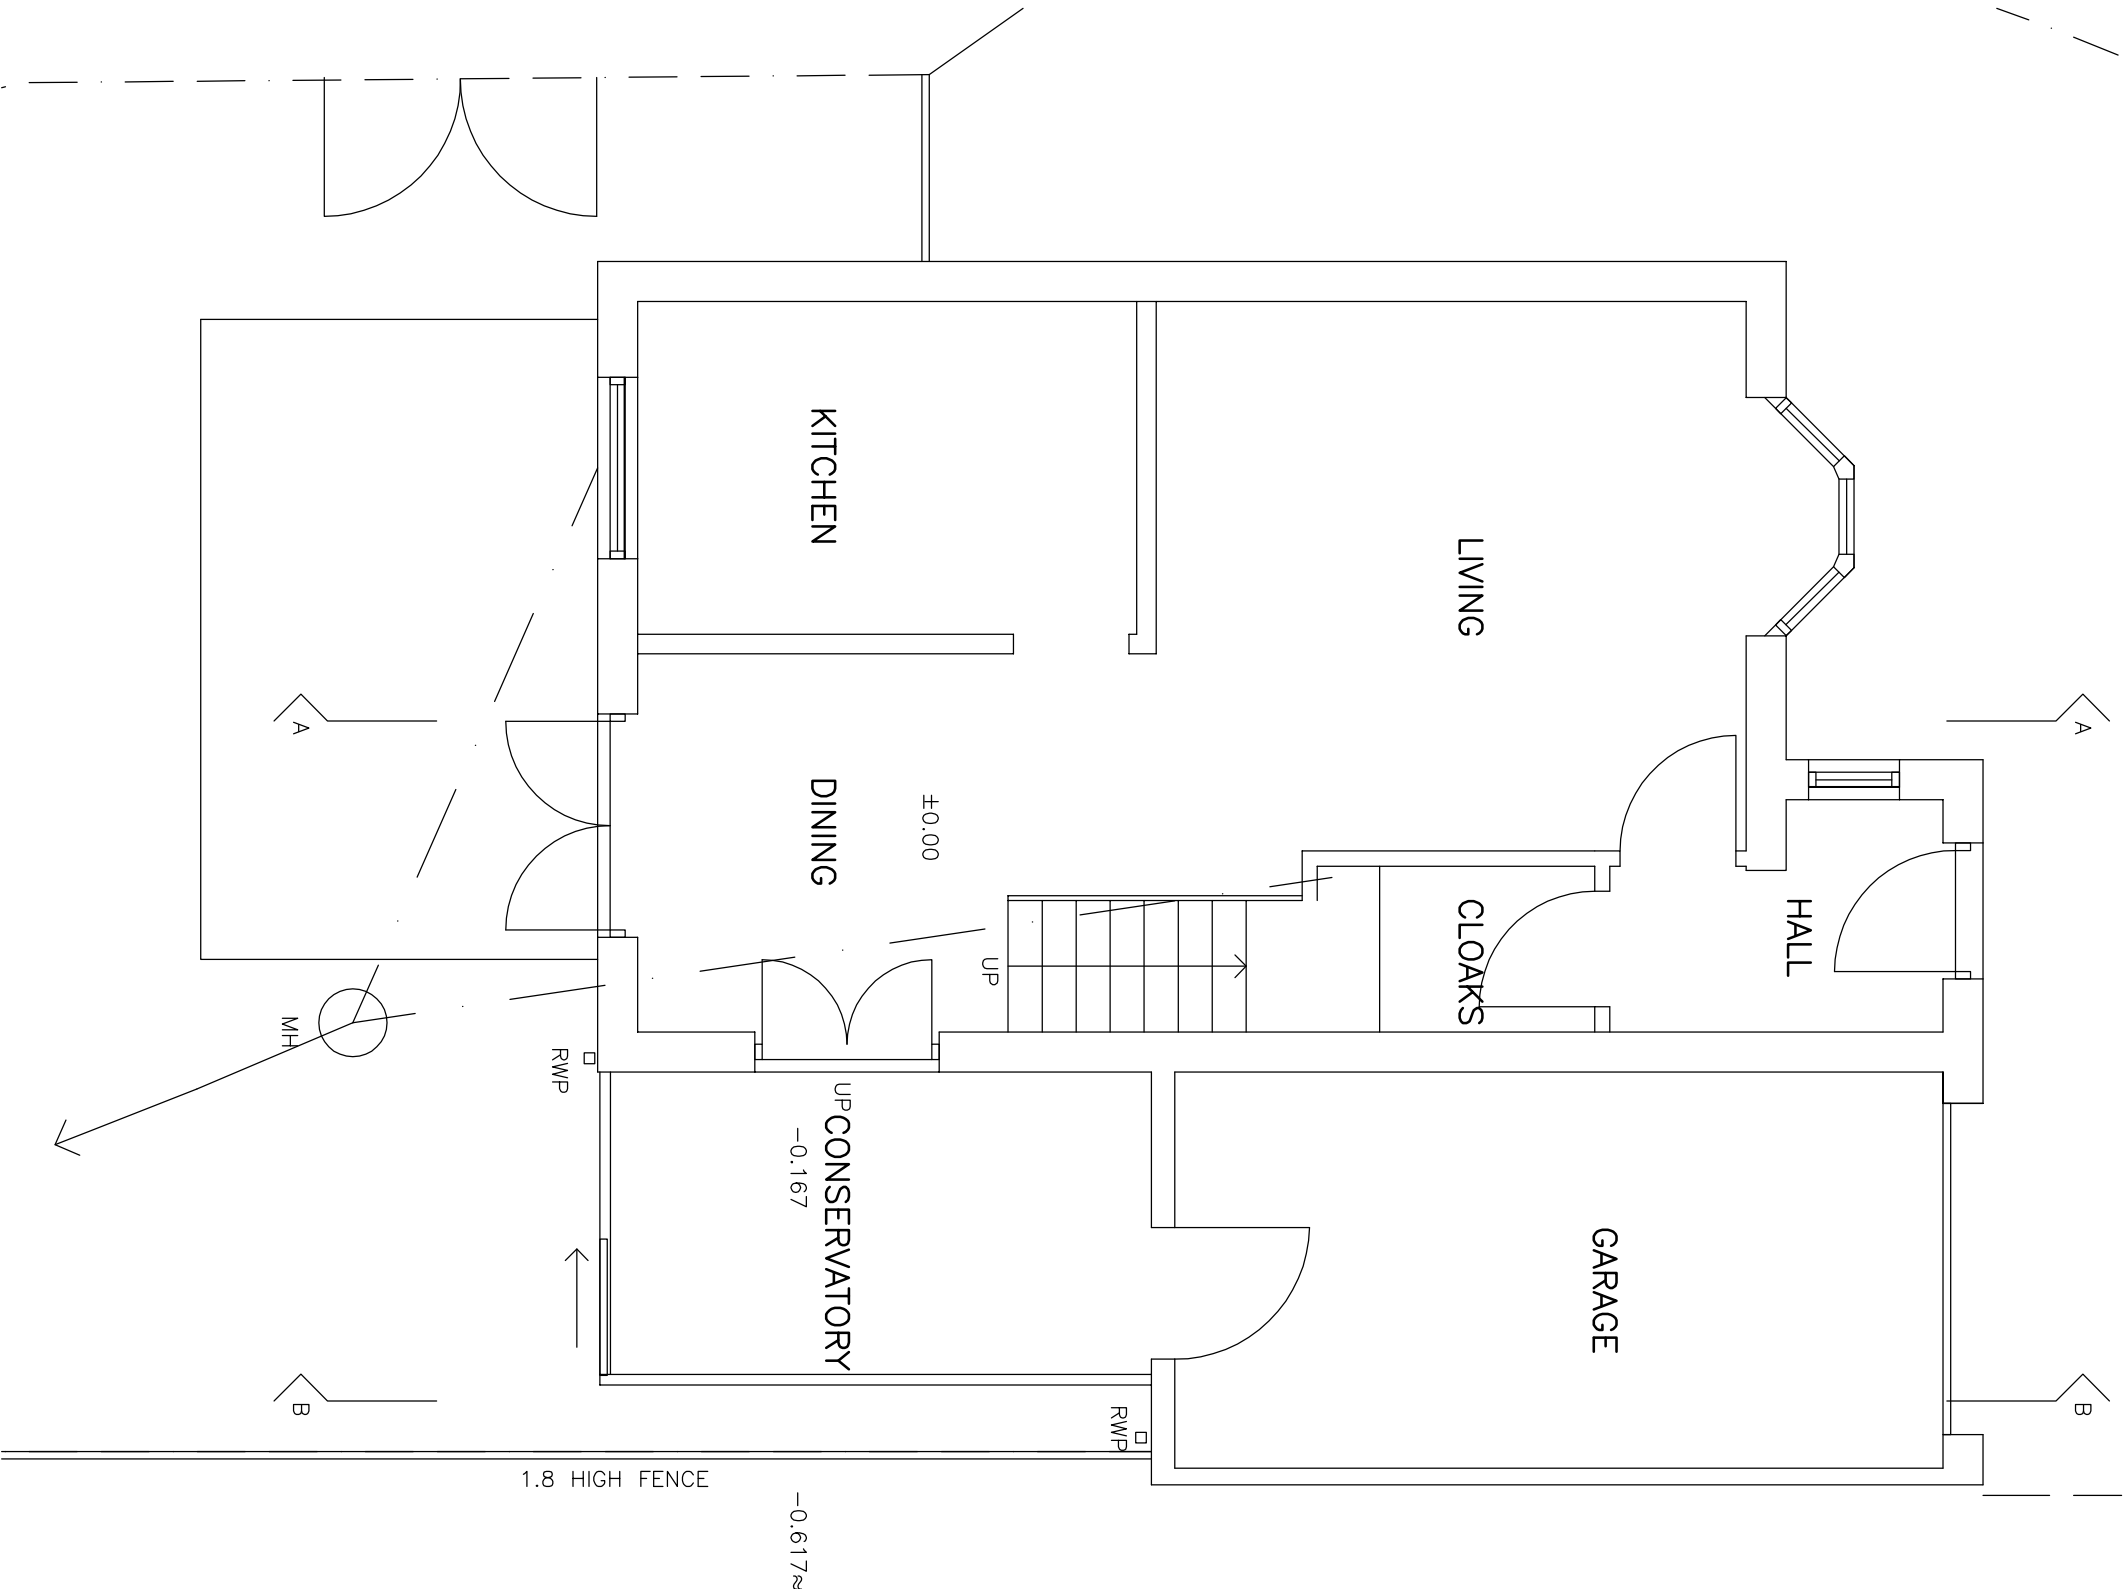 KITCHEN
LIVING
A
A
DINING
±0.00
CLOAKS
HALL
UP
MH
RWP
UP
CONSERVATORY
-0.167
GARAGE
B
B
RWP
1.8 HIGH FENCE
-0.617≈